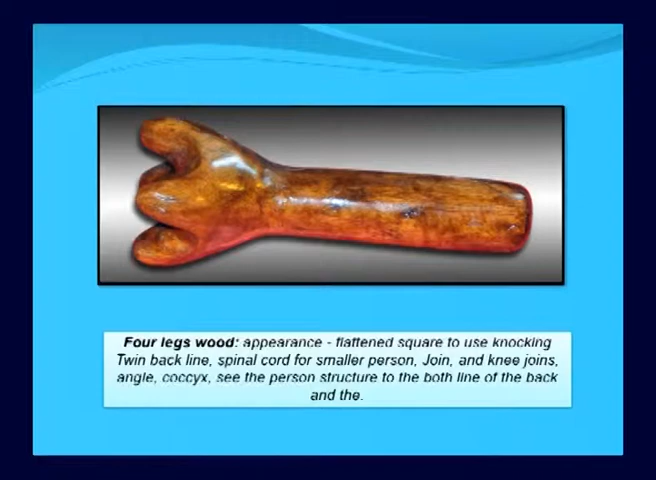 Four legs wood: appearance - flattened square to use knocking
Twin back line, spinal cord for smaller person, Join, and knee joins,
angle, coccyx, see the person structure to the both line of the back
and the.